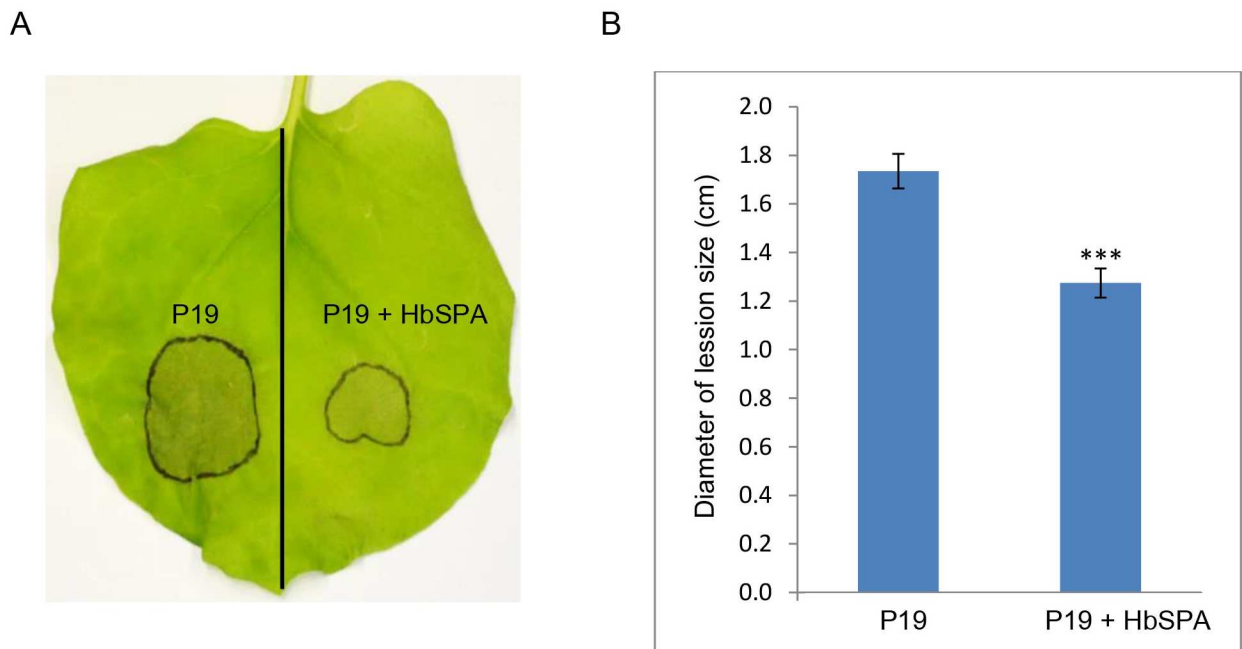 A
P19
P19 + HbSPA
B
Diameter of lession size (cm)
2.0
1.8
1.6
1.4
1.2
1.0
0.8
0.6
0.4
0.2
0.0
***
P19
P19 + HbSPA